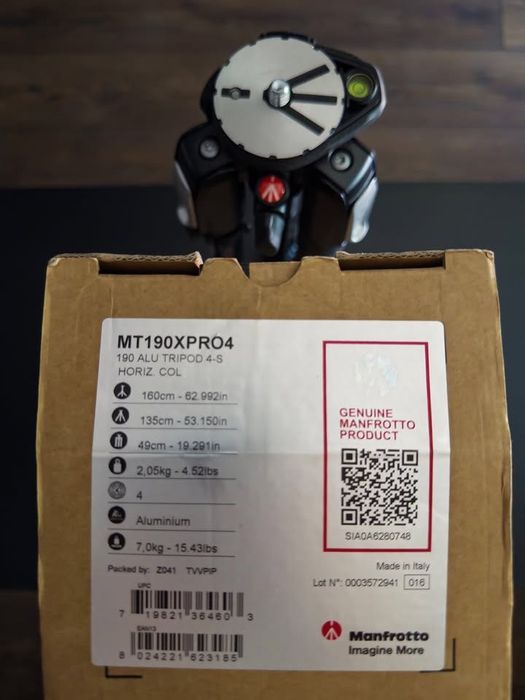 MT190XPRO4
190 ALU TRIPOD 4-S
HORIZ. COL
160cm - 62.992in
135cm - 53.150in
49cm - 19.291in
2,05kg - 4.52lbs
4
Aluminium
7,0kg - 15.43lbs
Packed by: Z041 TVVPIP
UPC
7 19821 36460 3
EAN13
8 024221 623185
GENUINE
MANFROTTO
PRODUCT
SIA0A6280748
Made in Italy
Lot N°: 0003572941 016
Manfrotto
Imagine More